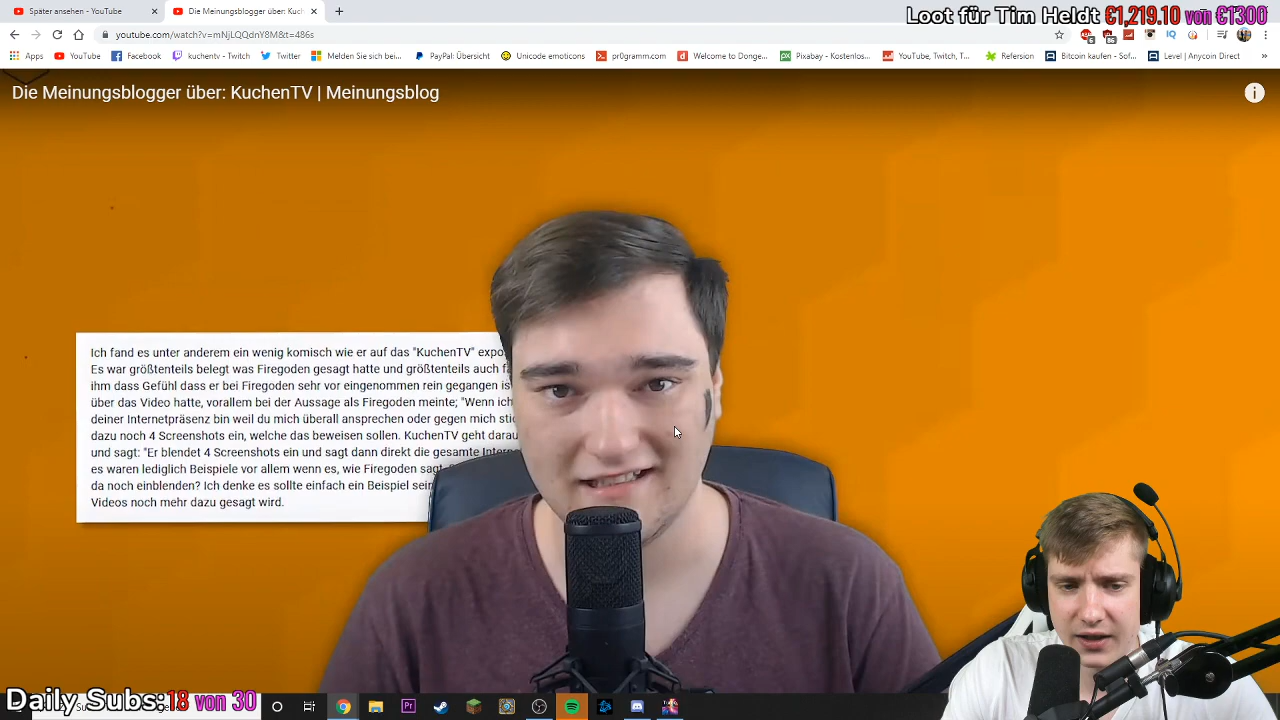 Später ansehen - YouTube
Die Meinungsblogger über: Kuch
Loot für Tim Heldt €1,219.10 von €1300
youtube.com/watch?v=mNjLQQdnY8M&t=486s
Apps YouTube Facebook kuchentv - Twitch Twitter Melden Sie sich bei... PayPal Übersicht Unicode emoticons pr0gramm.com Welcome to Donge... Pixabay - Kostenlos... YouTube, Twitch, T... Refersion Bitcoin kaufen - Sof... Level | Anycoin Direct »
Die Meinungsblogger über: KuchenTV | Meinungsblog
Ich fand es unter anderem ein wenig komisch wie er auf das "KuchenTV" expo
Es war größtenteils belegt was Firegoden gesagt hatte und größtenteils auch
ihm dass Gefühl dass er bei Firegoden sehr vor eingenommen rein gegangen is
über das Video hatte, vorallem bei der Aussage als Firegoden meinte; "Wenn ich
deiner Internetpräsenz bin weil du mich überall ansprechen oder gegen mich
dazu noch 4 Screenshots ein, welche das beweisen sollen. KuchenTV geht darau
und sagt: "Er blendet 4 Screenshots ein und sagt dann direkt die gesamte
es waren lediglich Beispiele vor allem wenn es, wie Firegoden sagt,
da noch einblenden? Ich denke es sollte einfach ein Beispiel sein
Videos noch mehr dazu gesagt wird.
Daily Subs: 18 von 30